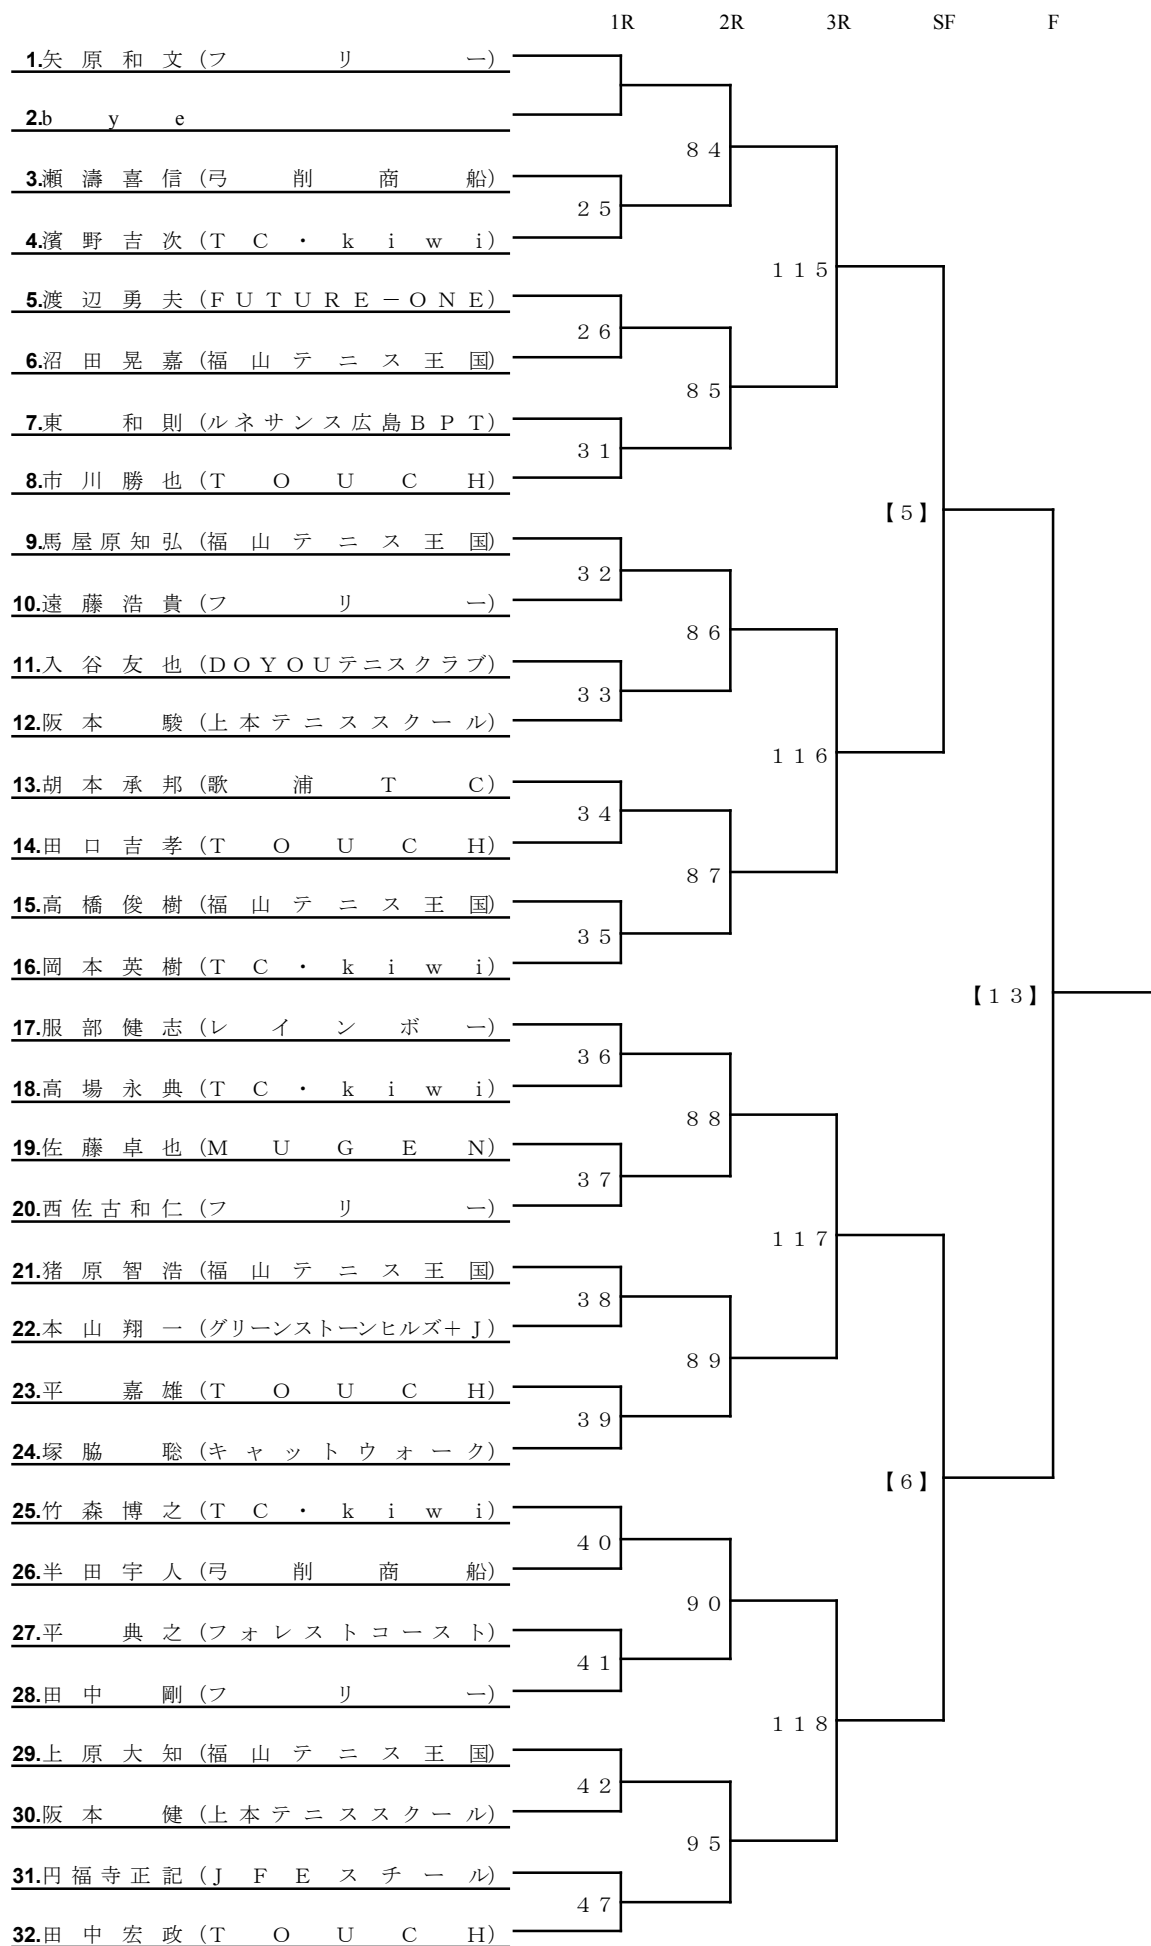 1R 2R 3R SF F
1.矢原和文(フリー)
2.bye
84
3.瀬濤喜信(弓削商船)
25
4.濱野吉次(TC・kiwi)
115
5.渡辺勇夫(FUTURE－ONE)
26
6.沼田晃嘉(福山テニス王国)
85
7.東 和則(ルネサンス広島BPT)
31
8.市川勝也(TOUCH)
【5】
9.馬屋原知弘(福山テニス王国)
32
10.遠藤浩貴(フリー)
86
11.入谷友也(DOYOUテニスクラブ)
33
12.阪本 駿(上本テニススクール)
116
13.胡本承邦(歌浦TC)
34
14.田口吉孝(TOUCH)
87
15.高橋俊樹(福山テニス王国)
35
16.岡本英樹(TC・kiwi)
【13】
17.服部健志(レインボー)
36
18.高場永典(TC・kiwi)
88
19.佐藤卓也(MUGEN)
37
20.西佐古和仁(フリー)
117
21.猪原智浩(福山テニス王国)
38
22.本山翔一(グリーンストーンヒルズ＋J)
89
23.平 嘉雄(TOUCH)
39
24.塚脇 聡(キャットウォーク)
【6】
25.竹森博之(TC・kiwi)
40
26.半田宇人(弓削商船)
90
27.平 典之(フォレストコースト)
41
28.田中 剛(フリー)
118
29.上原大知(福山テニス王国)
42
30.阪本 健(上本テニススクール)
95
31.円福寺正記(JFEスチール)
47
32.田中宏政(TOUCH)